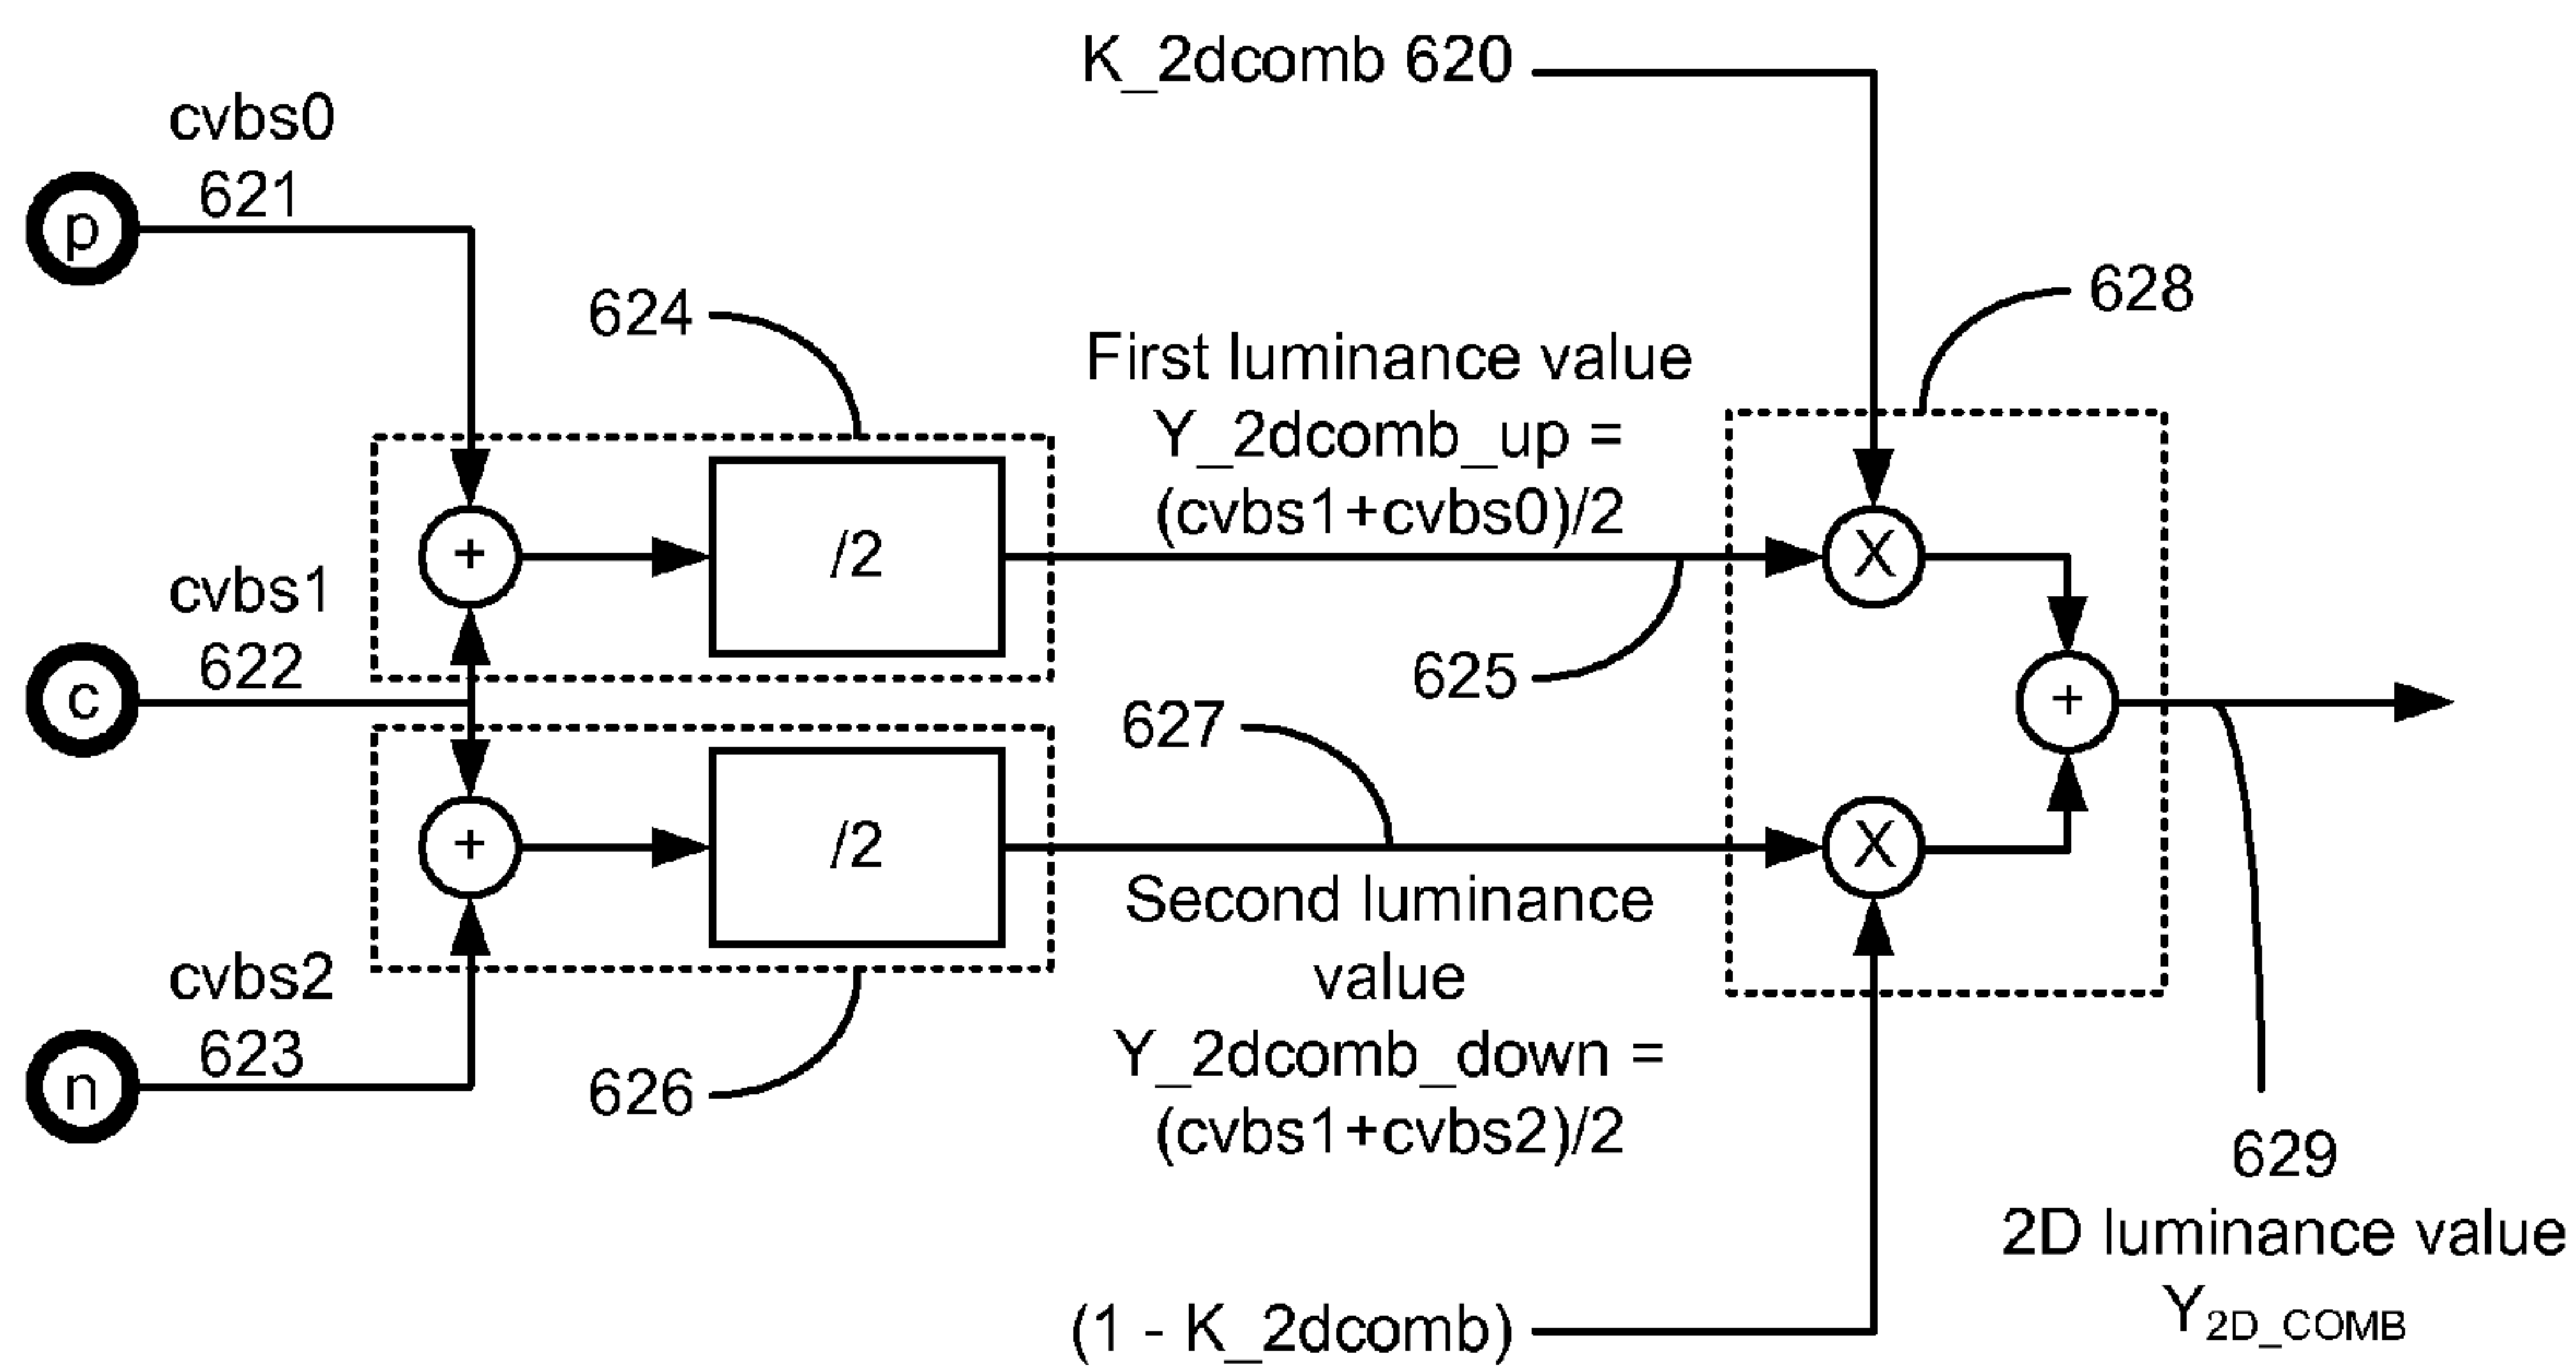 K_2dcomb 620
cvbs0
621
p
624
628
First luminance value
Y_2dcomb_up =
(cvbs1+cvbs0)/2
+
/2
X
cvbs1
622
c
625
627
+
+
/2
X
Second luminance
value
Y_2dcomb_down =
(cvbs1+cvbs2)/2
cvbs2
623
n
626
629
2D luminance value
Y2D_COMB
(1 - K_2dcomb)